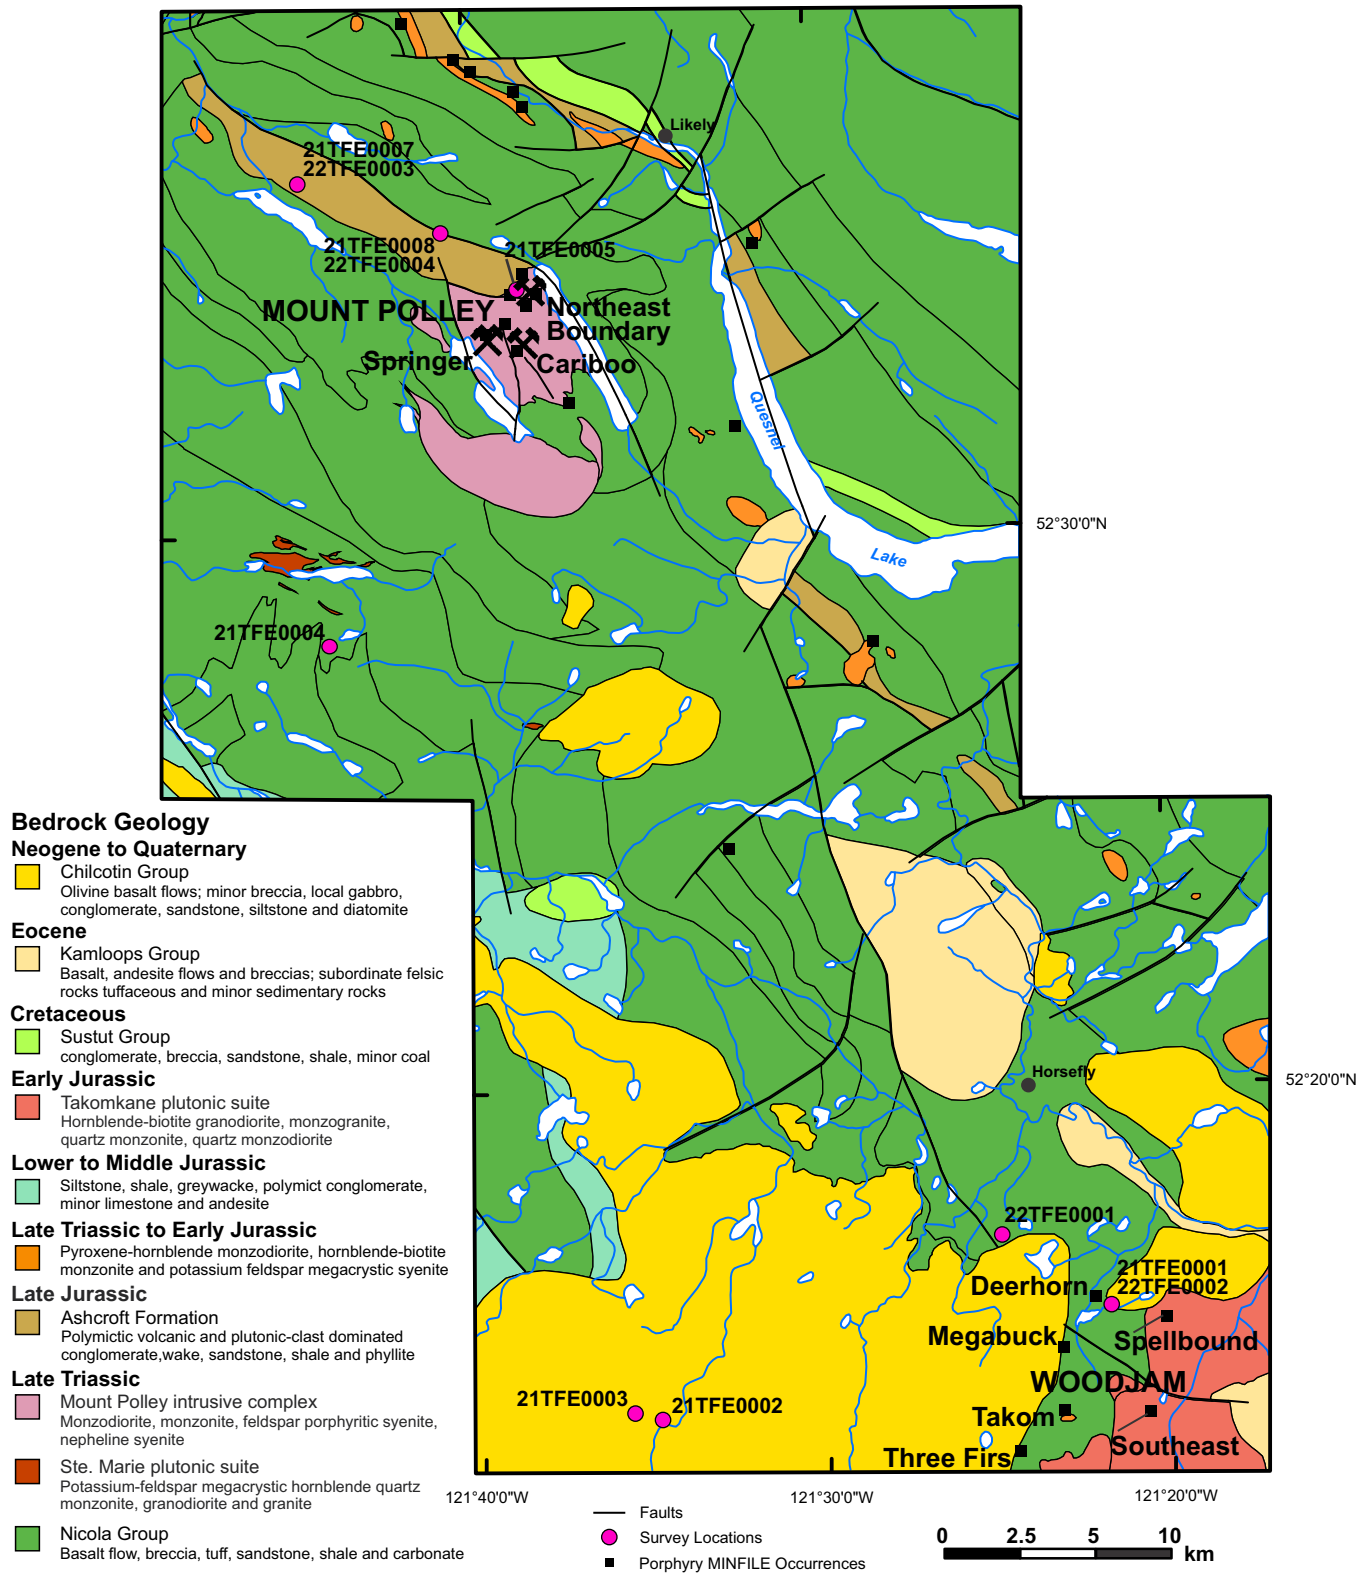 Likely
21TFE0007
22TFE0003
21TFE0008
22TFE0004
21TFE0005
MOUNT POLLEY
Northeast
Boundary
Springer
Cariboo
Quesnel
Lake
52°30'0"N
21TFE0004
Horsefly
52°20'0"N
22TFE0001
21TFE0001
22TFE0002
Deerhorn
Megabuck
Spellbound
WOODJAM
21TFE0003
21TFE0002
Takom
Southeast
Three Firs
121°40'0"W
121°30'0"W
121°20'0"W
Bedrock Geology
Neogene to Quaternary
Chilcotin Group
Olivine basalt flows; minor breccia, local gabbro,
conglomerate, sandstone, siltstone and diatomite
Eocene
Kamloops Group
Basalt, andesite flows and breccias; subordinate felsic
rocks tuffaceous and minor sedimentary rocks
Cretaceous
Sustut Group
conglomerate, breccia, sandstone, shale, minor coal
Early Jurassic
Takomkane plutonic suite
Hornblende-biotite granodiorite, monzogranite,
quartz monzonite, quartz monzodiorite
Lower to Middle Jurassic
Siltstone, shale, greywacke, polymict conglomerate,
minor limestone and andesite
Late Triassic to Early Jurassic
Pyroxene-hornblende monzodiorite, hornblende-biotite
monzonite and potassium feldspar megacrystic syenite
Late Jurassic
Ashcroft Formation
Polymictic volcanic and plutonic-clast dominated
conglomerate,wake, sandstone, shale and phyllite
Late Triassic
Mount Polley intrusive complex
Monzodiorite, monzonite, feldspar porphyritic syenite,
nepheline syenite
Ste. Marie plutonic suite
Potassium-feldspar megacrystic hornblende quartz
monzonite, granodiorite and granite
Nicola Group
Basalt flow, breccia, tuff, sandstone, shale and carbonate
Faults
Survey Locations
Porphyry MINFILE Occurrences
0 2.5 5 10
km